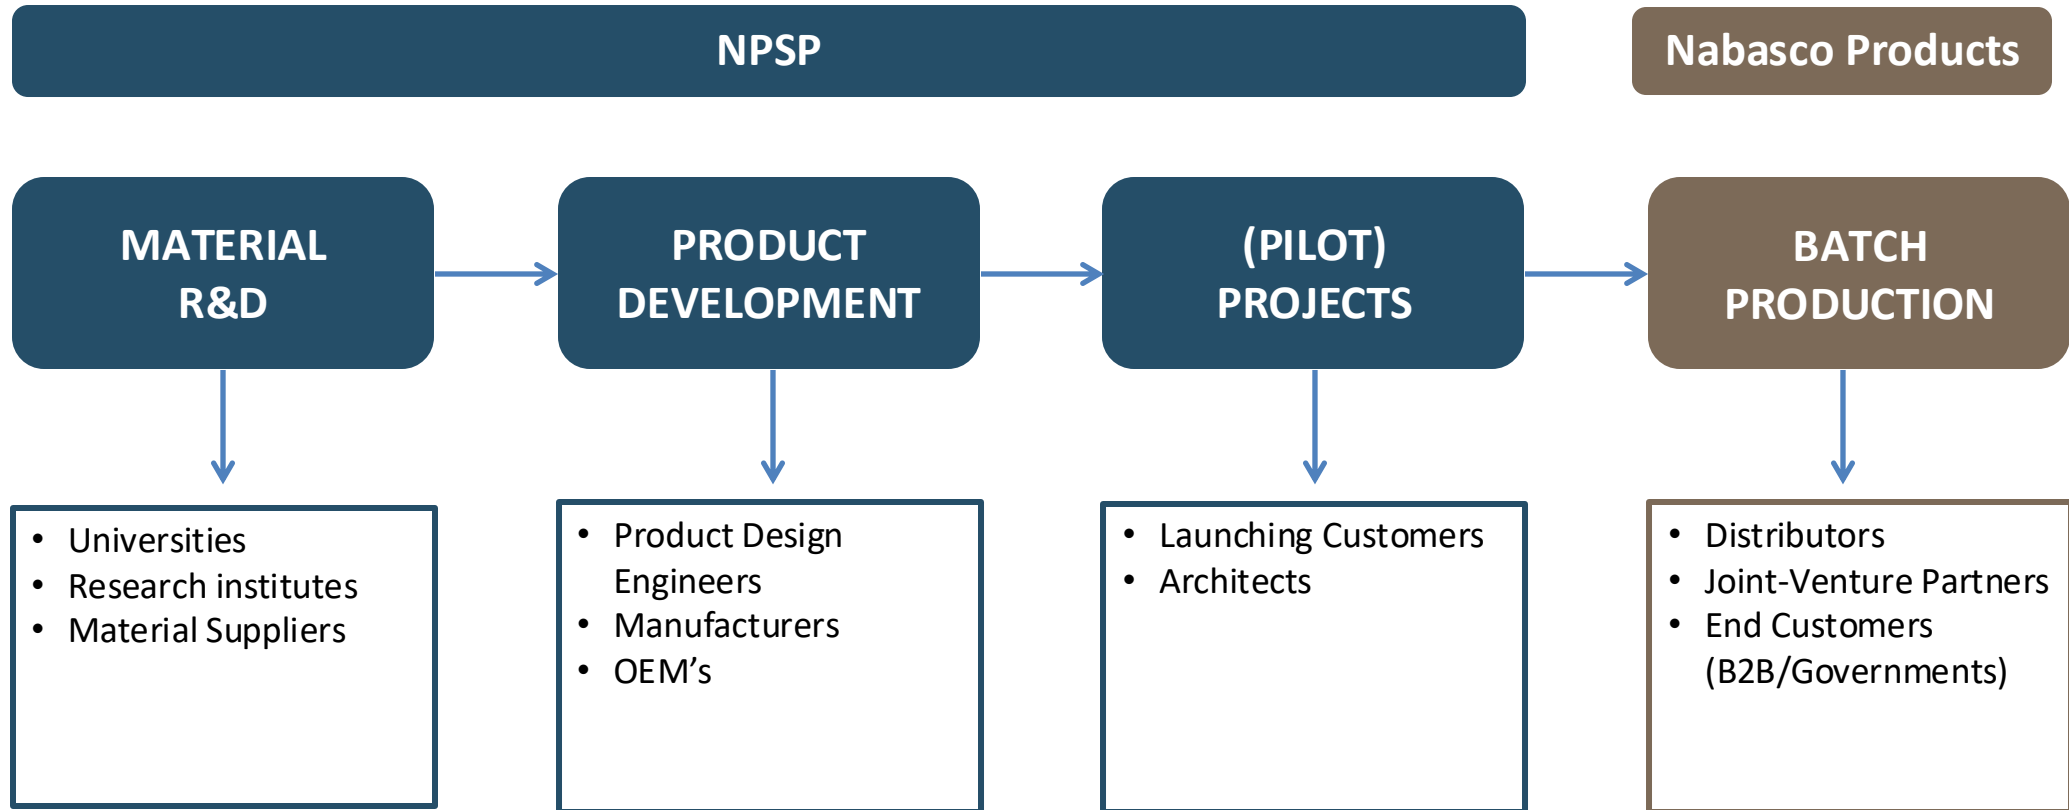 NPSP
Nabasco Products
MATERIAL
R&D
PRODUCT
DEVELOPMENT
(PILOT)
PROJECTS
BATCH
PRODUCTION
• Universities
• Research institutes
• Material Suppliers
• Product Design
Engineers
• Manufacturers
• OEM’s
• Launching Customers
• Architects
• Distributors
• Joint-Venture Partners
• End Customers
(B2B/Governments)